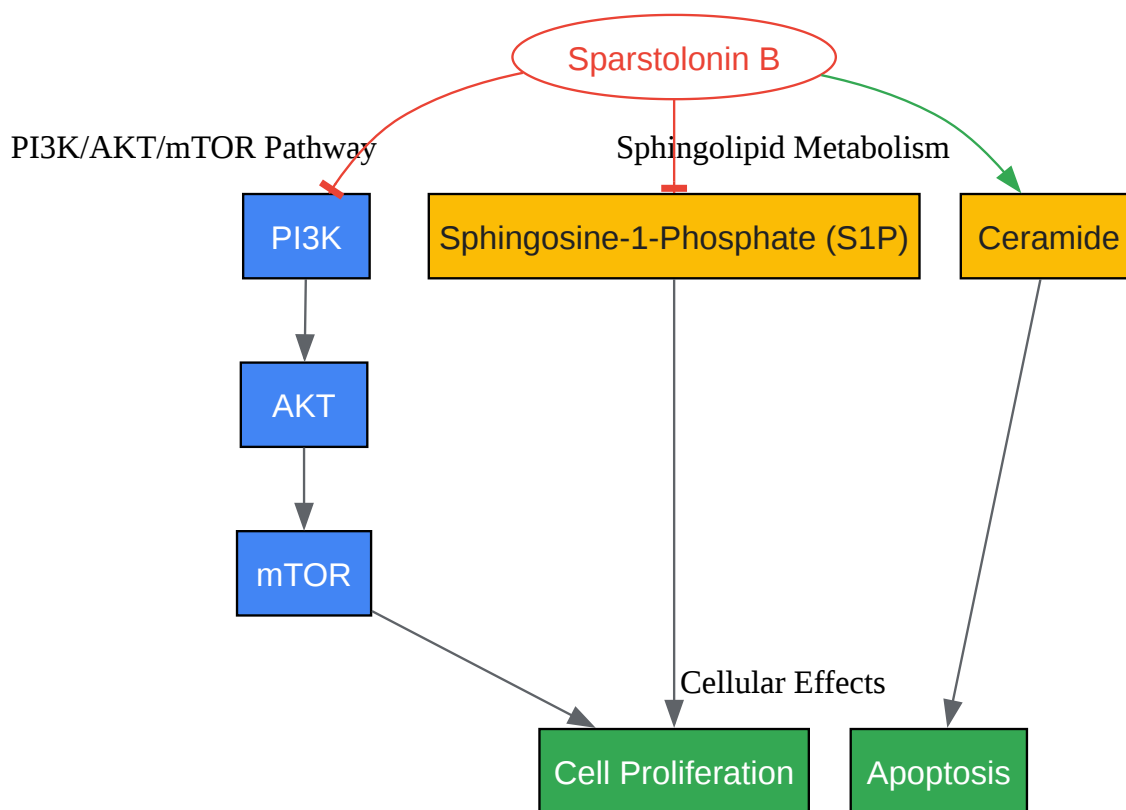 Sparstolonin B
PI3K/AKT/mTOR Pathway
Sphingolipid Metabolism
PI3K
Sphingosine-1-Phosphate (S1P)
Ceramide
AKT
mTOR
Cellular Effects
Cell Proliferation
Apoptosis